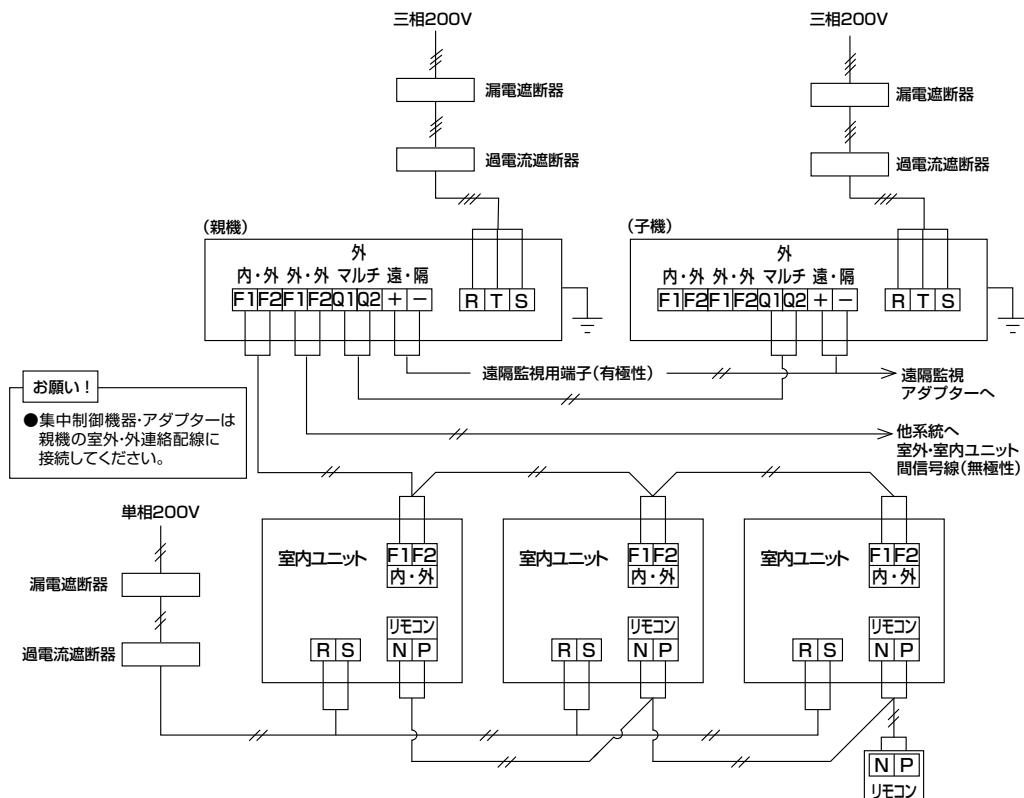 三相200V
漏電遮断器
過電流遮断器
三相200V
漏電遮断器
過電流遮断器
(親機)
外
内・外 外・外 マルチ 遠・隔
F1 F2 F1 F2 Q1 Q2 + −
R T S
(子機)
外
内・外 外・外 マルチ 遠・隔
F1 F2 F1 F2 Q1 Q2 + −
R T S
遠隔監視用端子(有極性)
遠隔監視
アダプターへ
お願い!
●集中制御機器・アダプターは
親機の室外・外連絡配線に
接続してください。
他系統へ
室外・室内ユニット
間信号線(無極性)
単相200V
漏電遮断器
過電流遮断器
室内ユニット
F1 F2
内・外
リモコン
R S
N P
室内ユニット
F1 F2
内・外
リモコン
R S
N P
室内ユニット
F1 F2
内・外
リモコン
R S
N P
N P
リモコン